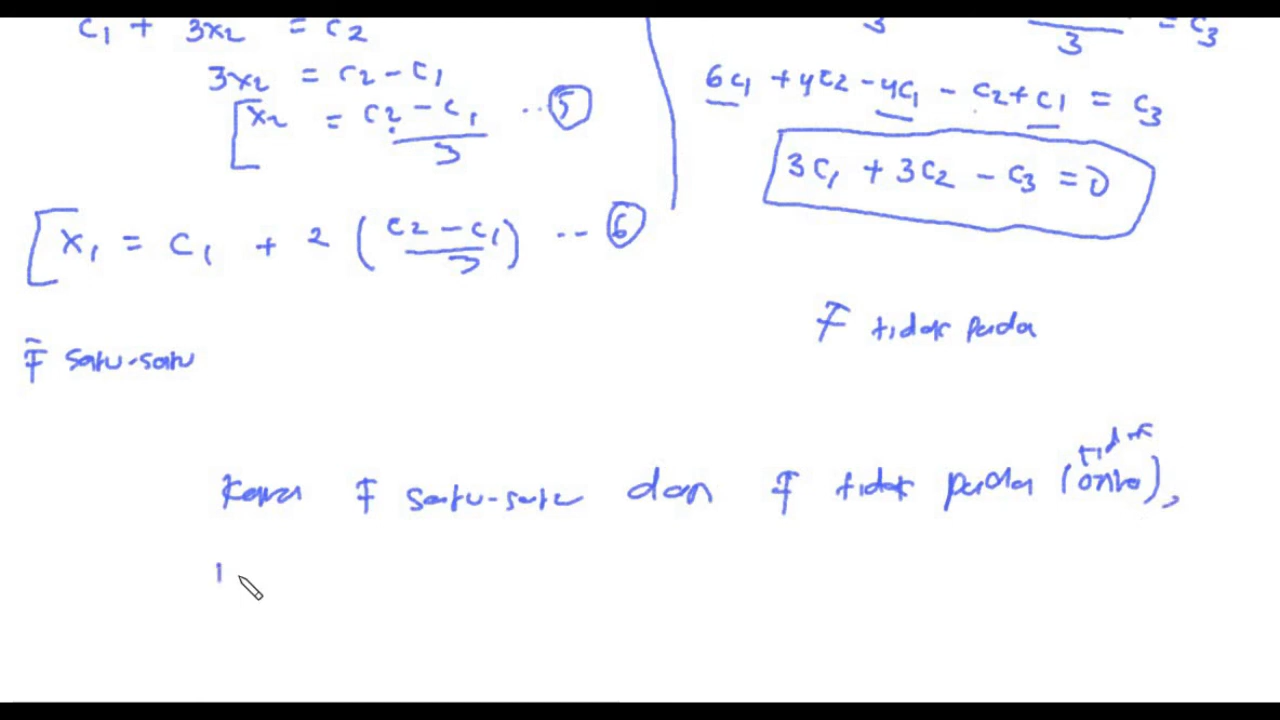 c₁ + 3x₂ = c₂
3x₂ = c₂ - c₁
[x₂ = (c₂ - c₁)/3 ... ⑤
[x₁ = c₁ + 2 ((c₂ - c₁)/3) -- ⑥
F satu-satu
3 3 = c₃
6c₁ + 4c₂ - 4c₁ - c₂ + c₁ = c₃
3c₁ + 3c₂ - c₃ = 0
F tidak pada
Karena F satu-satu dan F tidak pada (tidak onto),